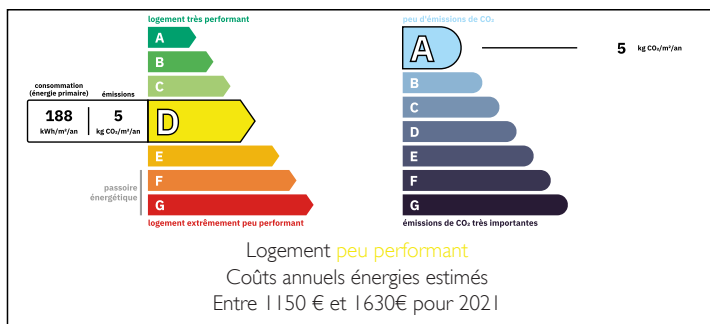 logement très performant
A
B
C
consommation
(énergie primaire)
émissions
188
kWh/m²/an
5
kg CO₂/m²/an
D
E
F
G
passoire
énergétique
logement extrêmement peu performant
peu d'émissions de CO₂
A
5 kg CO₂/m²/an
B
C
D
E
F
G
émissions de CO₂ très importantes
Logement peu performant
Coûts annuels énergies estimés
Entre 1150 € et 1630€ pour 2021